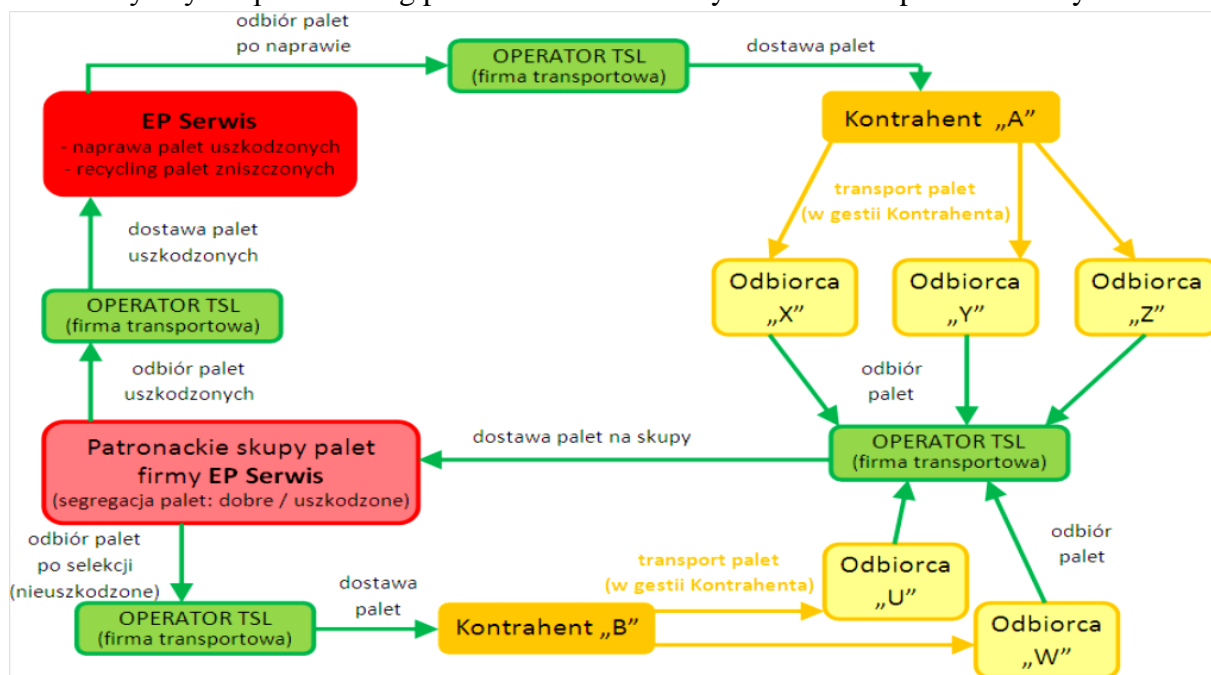 odbiór palet
po naprawie
OPERATOR TSL
(firma transportowa)
dostawa palet
EP Serwis
- naprawa palet uszkodzonych
- recycling palet zniszczonych
Kontrahent „A”
transport palet
(w gestii Kontrahenta)
dostawa palet
uszkodzonych
Odbiorca
„X”
Odbiorca
„Y”
Odbiorca
„Z”
OPERATOR TSL
(firma transportowa)
odbiór palet
uszkodzonych
odbiór
palet
Patronackie skupy palet
firmy EP Serwis
(segregacja palet: dobre / uszkodzone)
dostawa palet na skupy
OPERATOR TSL
(firma transportowa)
odbiór palet
po selekcji
(nieuszkodzone)
odbiór
palet
transport palet
(w gestii Kontrahenta)
Odbiorca
„U”
dostawa
palet
OPERATOR TSL
(firma transportowa)
Kontrahent „B”
Odbiorca
„W”